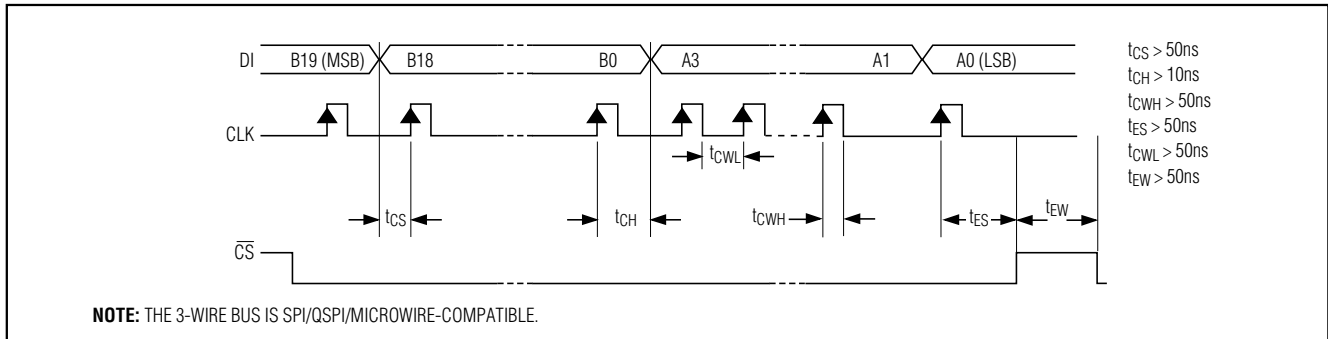 DI B19 (MSB) B18 B0 A3 A1 A0 (LSB)
CLK
tCWL
tCS tCH tCWH tES tEW
CS
tCS > 50ns
tCH > 10ns
tCWH > 50ns
tES > 50ns
tCWL > 50ns
tEW > 50ns
NOTE: THE 3-WIRE BUS IS SPI/QSPI/MICROWIRE-COMPATIBLE.